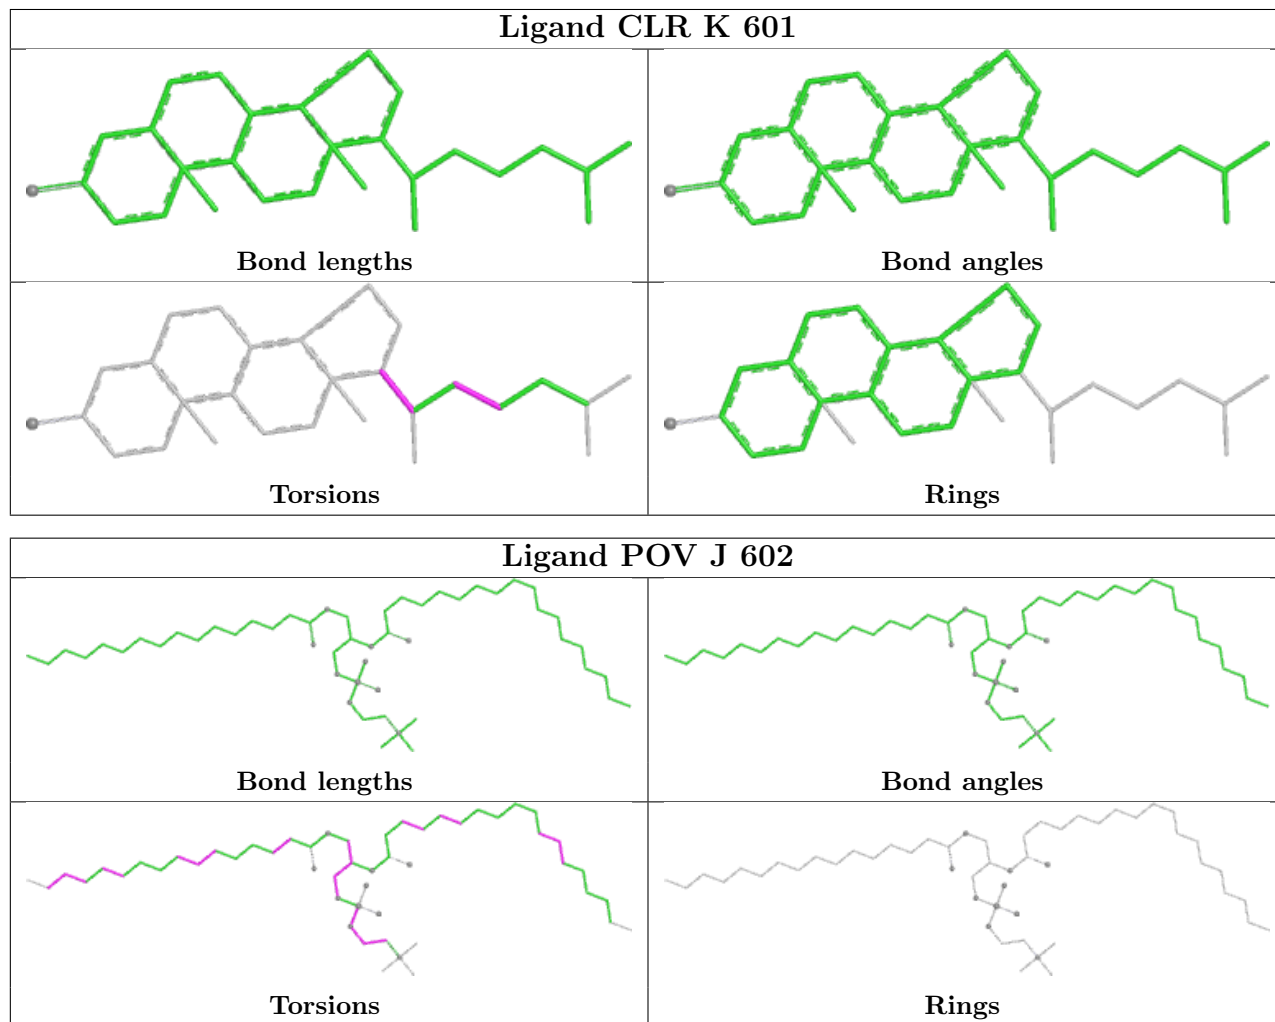 Ligand CLR K 601
Bond lengths
Bond angles
Torsions
Rings
Ligand POV J 602
Bond lengths
Bond angles
Torsions
Rings